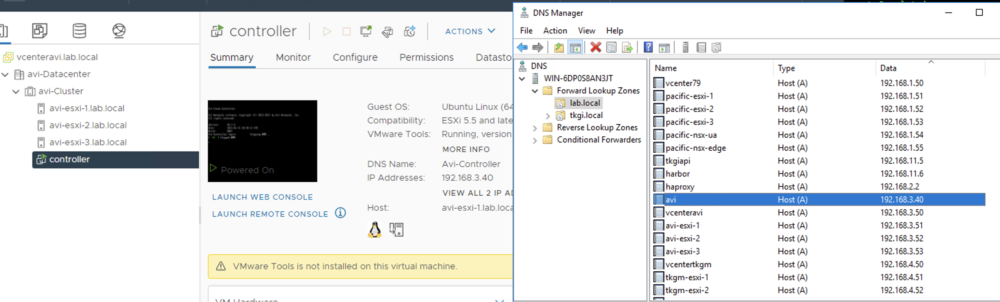 vcenteravi.lab.local
avi-Datacenter
avi-Cluster
avi-esxi-1.lab.local
avi-esxi-2.lab.local
avi-esxi-3.lab.local
controller
controller
ACTIONS
Summary Monitor Configure Permissions Datasto
Avi Cloud Controller
Powered On
LAUNCH WEB CONSOLE
LAUNCH REMOTE CONSOLE
Guest OS: Ubuntu Linux (64
Compatibility: ESXi 5.5 and late
VMware Tools: Running, version
MORE INFO
DNS Name: Avi-Controller
IP Addresses: 192.168.3.40
VIEW ALL 2 IP AD
Host: avi-esxi-1.lab.loca
VMware Tools is not installed on this virtual machine.
VM Hardware
DNS Manager
File Action View Help
DNS
WIN-6DP0S8AN3JT
Forward Lookup Zones
lab.local
tkgi.local
Reverse Lookup Zones
Conditional Forwarders
Name Type Data
vcenter79 Host (A) 192.168.1.50
pacific-esxi-1 Host (A) 192.168.1.51
pacific-esxi-2 Host (A) 192.168.1.52
pacific-esxi-3 Host (A) 192.168.1.53
pacific-nsx-ua Host (A) 192.168.1.54
pacific-nsx-edge Host (A) 192.168.1.55
tkgiapi Host (A) 192.168.11.5
harbor Host (A) 192.168.11.6
haproxy Host (A) 192.168.2.2
avi Host (A) 192.168.3.40
vcenteravi Host (A) 192.168.3.50
avi-esxi-1 Host (A) 192.168.3.51
avi-esxi-2 Host (A) 192.168.3.52
avi-esxi-3 Host (A) 192.168.3.53
vcentertkgm Host (A) 192.168.4.50
tkgm-esxi-1 Host (A) 192.168.4.51
tkgm-esxi-2 Host (A) 192.168.4.52